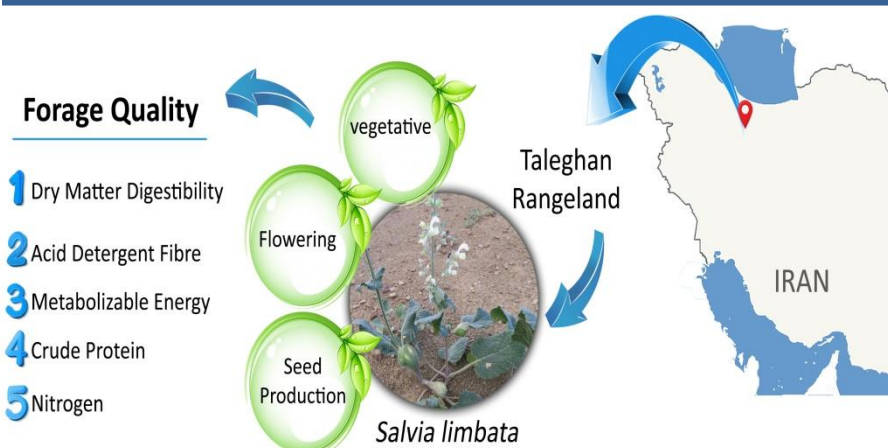 Forage Quality
1 Dry Matter Digestibility
2 Acid Detergent Fibre
3 Metabolizable Energy
4 Crude Protein
5 Nitrogen
vegetative
Flowering
Seed
Production
Salvia limbata
Taleghan
Rangeland
IRAN